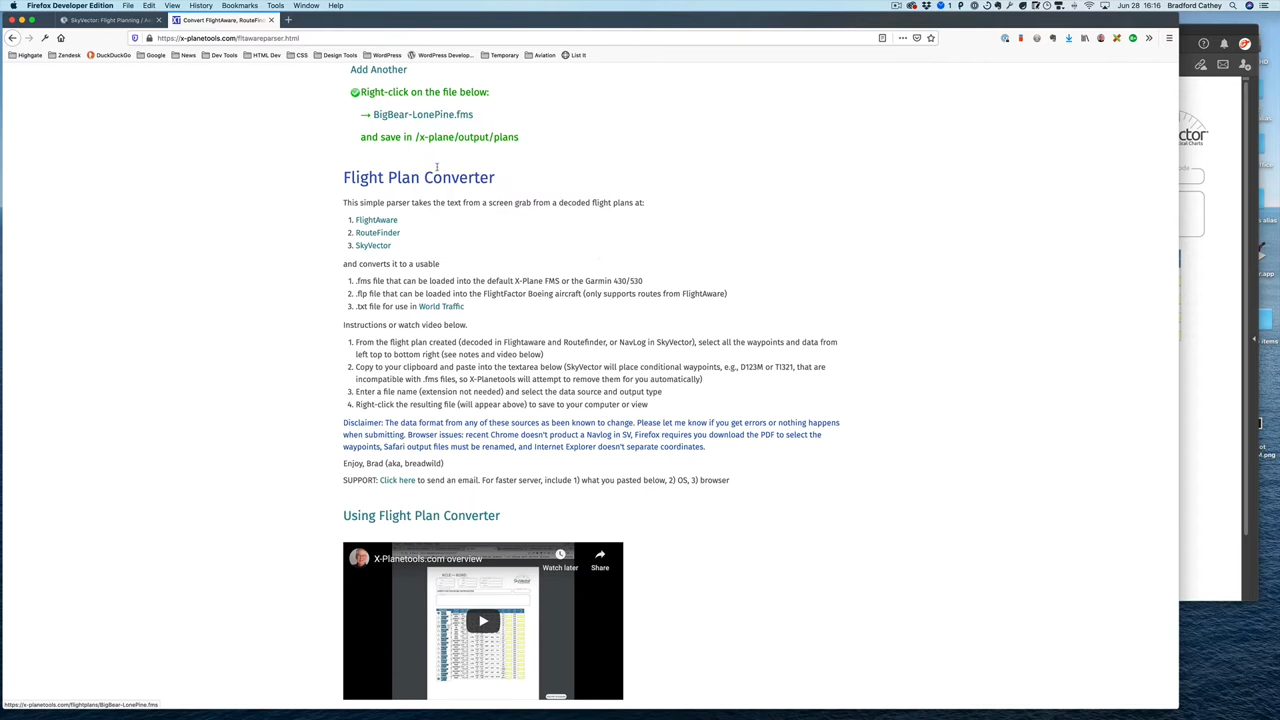 Firefox Developer Edition File Edit View History Bookmarks Tools Window Help
Jun 28 16:16 Bradford Cathey
SkyVector: Flight Planning / A
Convert FlightAware, RouteFin
https://x-planetools.com/fltawareparser.html
Highgate Zendesk DuckDuckGo Google News Dev Tools HTML Dev CSS Design Tools WordPress WordPress Develop... Temporary Aviation List It
Add Another
Right-click on the file below:
→ BigBear-LonePine.fms
and save in /x-plane/output/plans
Flight Plan Converter
This simple parser takes the text from a screen grab from a decoded flight plans at:
1. FlightAware
2. RouteFinder
3. SkyVector
and converts it to a usable
1. .fms file that can be loaded into the default X-Plane FMS or the Garmin 430/530
2. .flp file that can be loaded into the FlightFactor Boeing aircraft (only supports routes from FlightAware)
3. .txt file for use in World Traffic
Instructions or watch video below.
1. From the flight plan created (decoded in Flightaware and Routefinder, or NavLog in SkyVector), select all the waypoints and data from
left top to bottom right (see notes and video below)
2. Copy to your clipboard and paste into the textarea below (SkyVector will place conditional waypoints, e.g., D123M or TI321, that are
incompatible with .fms files, so X-Planetools will attempt to remove them for you automatically)
3. Enter a file name (extension not needed) and select the data source and output type
4. Right-click the resulting file (will appear above) to save to your computer or view
Disclaimer: The data format from any of these sources as been known to change. Please let me know if you get errors or nothing happens
when submitting. Browser issues: recent Chrome doesn't product a Navlog in SV, Firefox requires you download the PDF to select the
waypoints, Safari output files must be renamed, and Internet Explorer doesn't separate coordinates.
Enjoy, Brad (aka, breadwild)
SUPPORT: Click here to send an email. For faster server, include 1) what you pasted below, 2) OS, 3) browser
Using Flight Plan Converter
X-Planetools.com overview
Watch later
Share
https://x-planetools.com/flightplans/BigBear-LonePine.fms